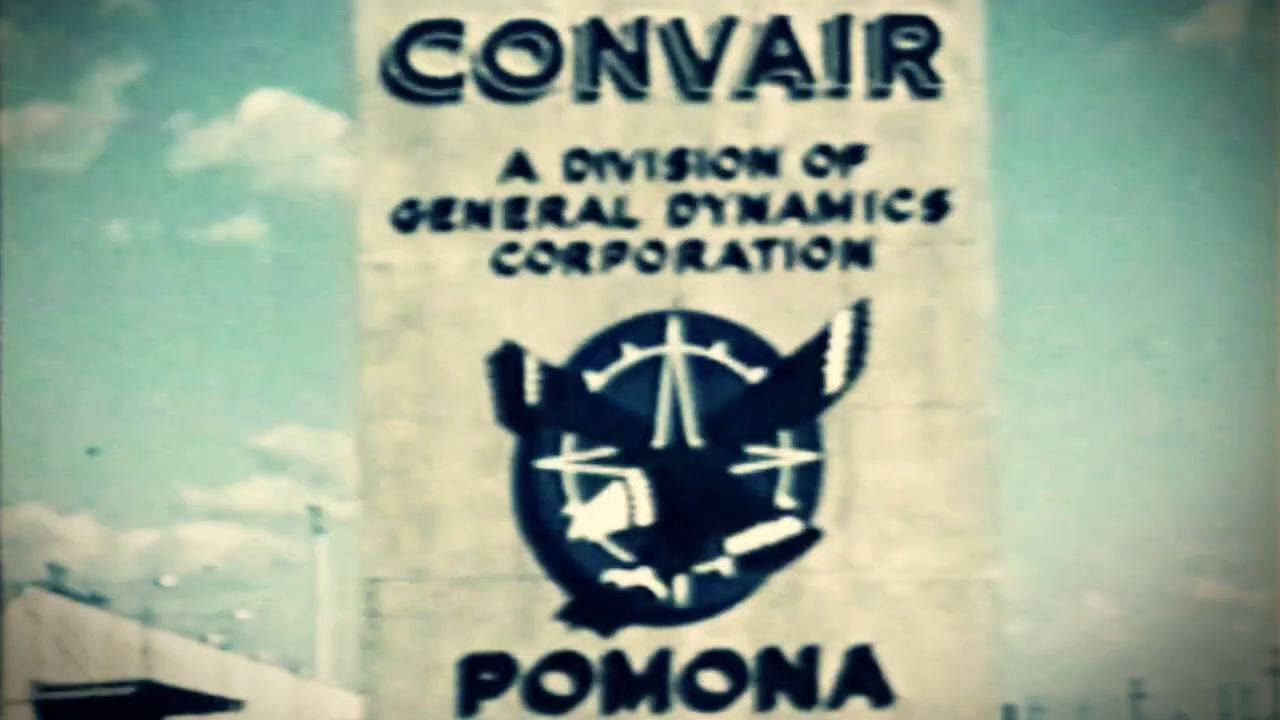 CONVAIR
A DIVISION OF
GENERAL DYNAMICS
CORPORATION
POMONA